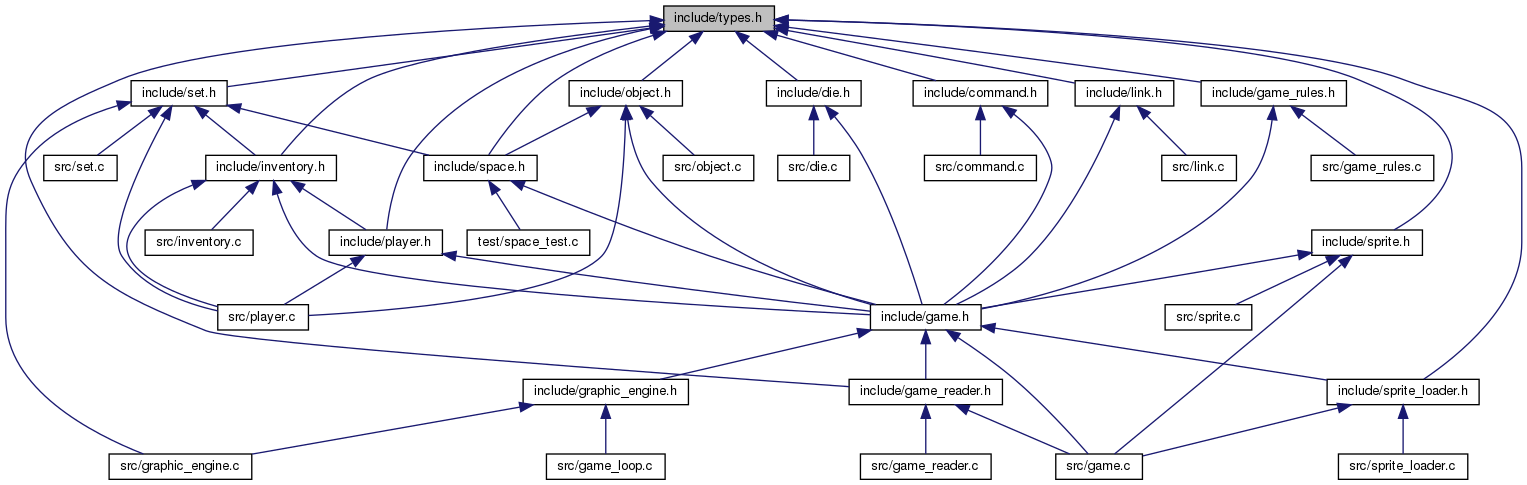 include/types.h
include/set.h
include/object.h
include/die.h
include/command.h
include/link.h
include/game_rules.h
src/set.c
include/inventory.h
include/space.h
src/object.c
src/die.c
src/command.c
src/link.c
src/game_rules.c
src/inventory.c
include/player.h
test/space_test.c
include/sprite.h
src/player.c
include/game.h
src/sprite.c
include/graphic_engine.h
include/game_reader.h
include/sprite_loader.h
src/graphic_engine.c
src/game_loop.c
src/game_reader.c
src/game.c
src/sprite_loader.c